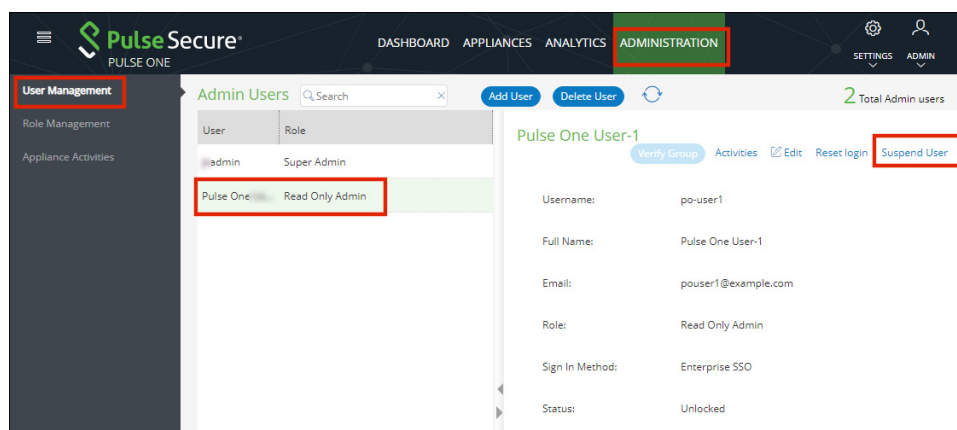 Pulse Secure®
PULSE ONE
DASHBOARD APPLIANCES ANALYTICS ADMINISTRATION
SETTINGS ADMIN
User Management
Role Management
Appliance Activities
Admin Users Search × Add User Delete User 2 Total Admin users
User Role
admin Super Admin
Pulse One Read Only Admin
Pulse One User-1
Verify Group Activities Edit Reset login Suspend User
Username: po-user1
Full Name: Pulse One User-1
Email: pouser1@example.com
Role: Read Only Admin
Sign In Method: Enterprise SSO
Status: Unlocked